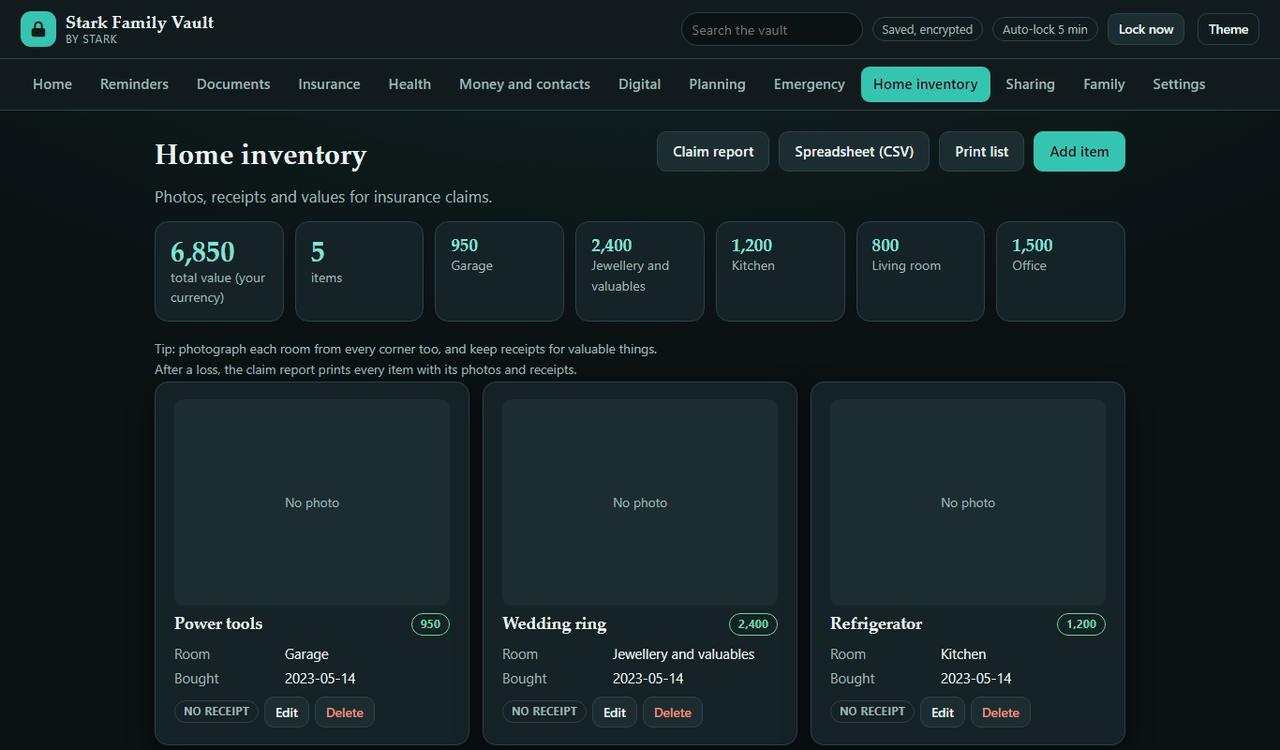 Stark Family Vault
BY STARK
Search the vault
Saved, encrypted
Auto-lock 5 min
Lock now
Theme
Home
Reminders
Documents
Insurance
Health
Money and contacts
Digital
Planning
Emergency
Home inventory
Sharing
Family
Settings
Home inventory
Claim report
Spreadsheet (CSV)
Print list
Add item
Photos, receipts and values for insurance claims.
6,850
total value (your
currency)
5
items
950
Garage
2,400
Jewellery and
valuables
1,200
Kitchen
800
Living room
1,500
Office
Tip: photograph each room from every corner too, and keep receipts for valuable things.
After a loss, the claim report prints every item with its photos and receipts.
No photo
Power tools
950
Room Garage
Bought 2023-05-14
NO RECEIPT
Edit
Delete
No photo
Wedding ring
2,400
Room Jewellery and valuables
Bought 2023-05-14
NO RECEIPT
Edit
Delete
No photo
Refrigerator
1,200
Room Kitchen
Bought 2023-05-14
NO RECEIPT
Edit
Delete